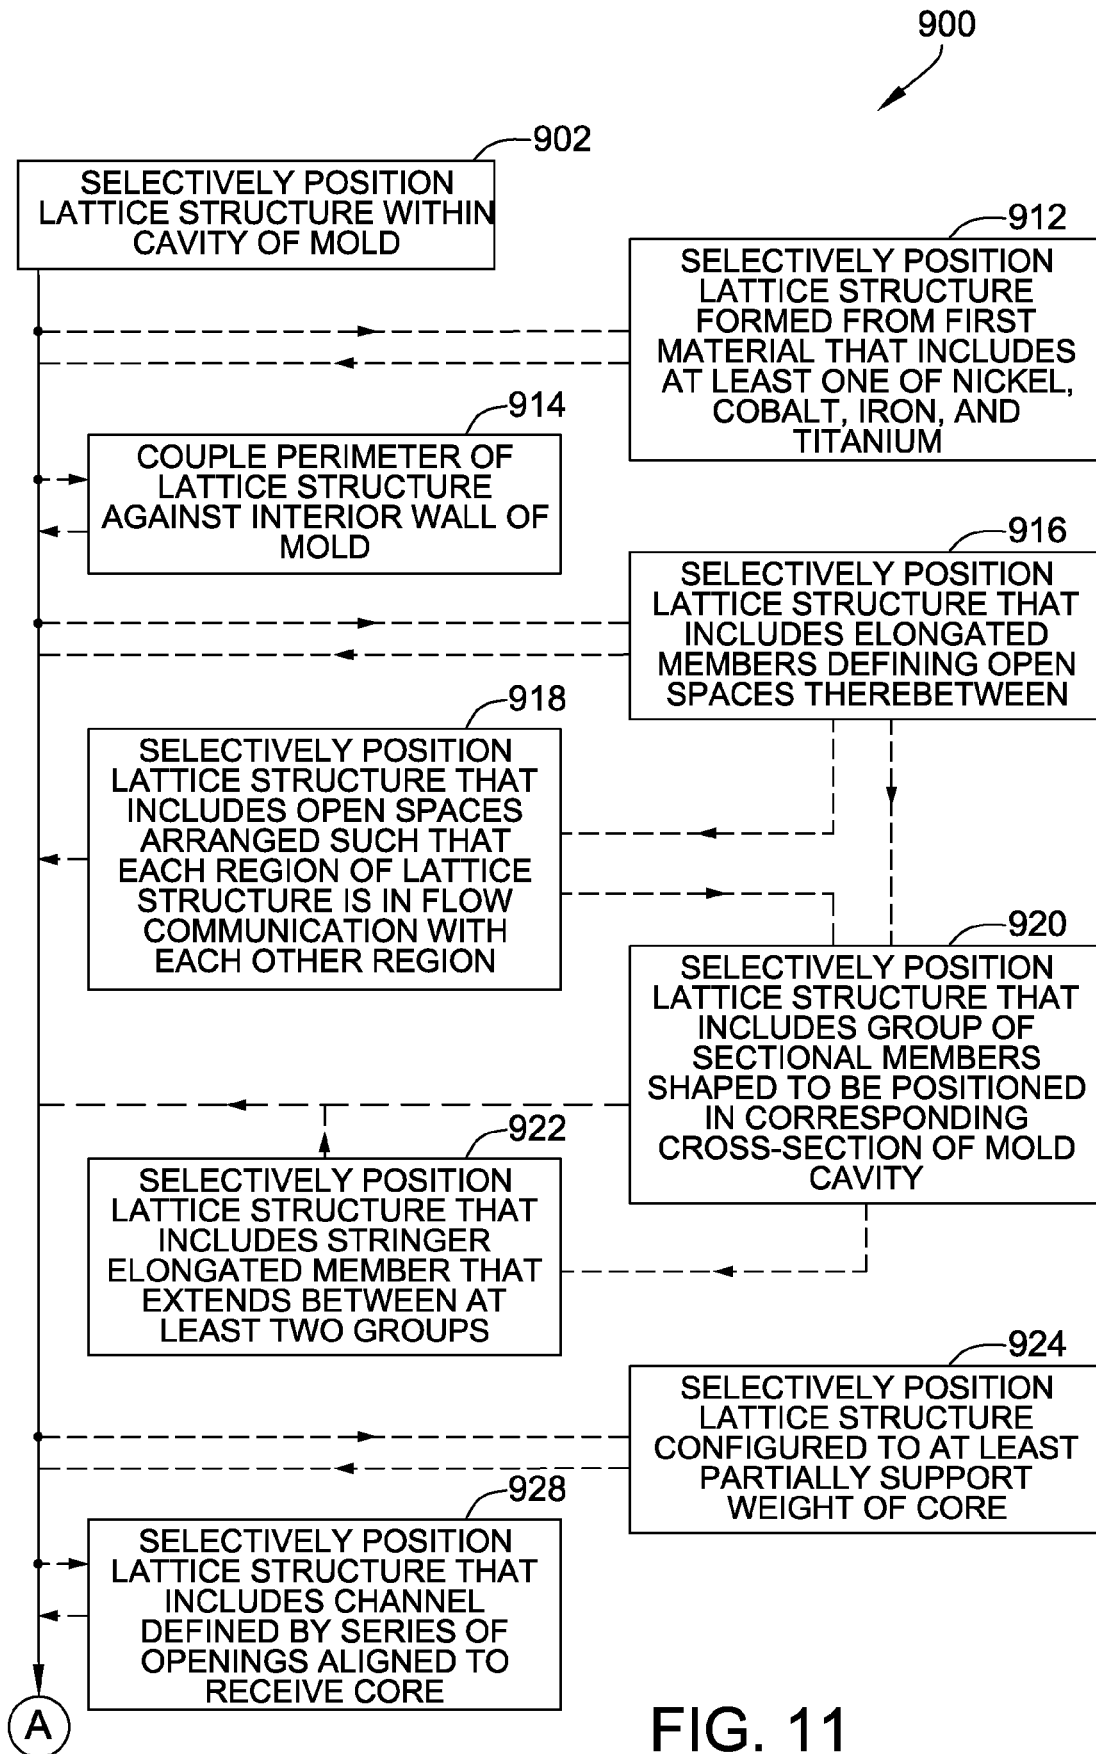 900
902
SELECTIVELY POSITION
LATTICE STRUCTURE WITHIN
CAVITY OF MOLD
912
SELECTIVELY POSITION
LATTICE STRUCTURE
FORMED FROM FIRST
MATERIAL THAT INCLUDES
AT LEAST ONE OF NICKEL,
COBALT, IRON, AND
TITANIUM
914
COUPLE PERIMETER OF
LATTICE STRUCTURE
AGAINST INTERIOR WALL OF
MOLD
916
SELECTIVELY POSITION
LATTICE STRUCTURE THAT
INCLUDES ELONGATED
MEMBERS DEFINING OPEN
SPACES THEREBETWEEN
918
SELECTIVELY POSITION
LATTICE STRUCTURE THAT
INCLUDES OPEN SPACES
ARRANGED SUCH THAT
EACH REGION OF LATTICE
STRUCTURE IS IN FLOW
COMMUNICATION WITH
EACH OTHER REGION
920
SELECTIVELY POSITION
LATTICE STRUCTURE THAT
INCLUDES GROUP OF
SECTIONAL MEMBERS
SHAPED TO BE POSITIONED
IN CORRESPONDING
CROSS-SECTION OF MOLD
CAVITY
922
SELECTIVELY POSITION
LATTICE STRUCTURE THAT
INCLUDES STRINGER
ELONGATED MEMBER THAT
EXTENDS BETWEEN AT
LEAST TWO GROUPS
924
SELECTIVELY POSITION
LATTICE STRUCTURE
CONFIGURED TO AT LEAST
PARTIALLY SUPPORT
WEIGHT OF CORE
928
SELECTIVELY POSITION
LATTICE STRUCTURE THAT
INCLUDES CHANNEL
DEFINED BY SERIES OF
OPENINGS ALIGNED TO
RECEIVE CORE
A
FIG. 11